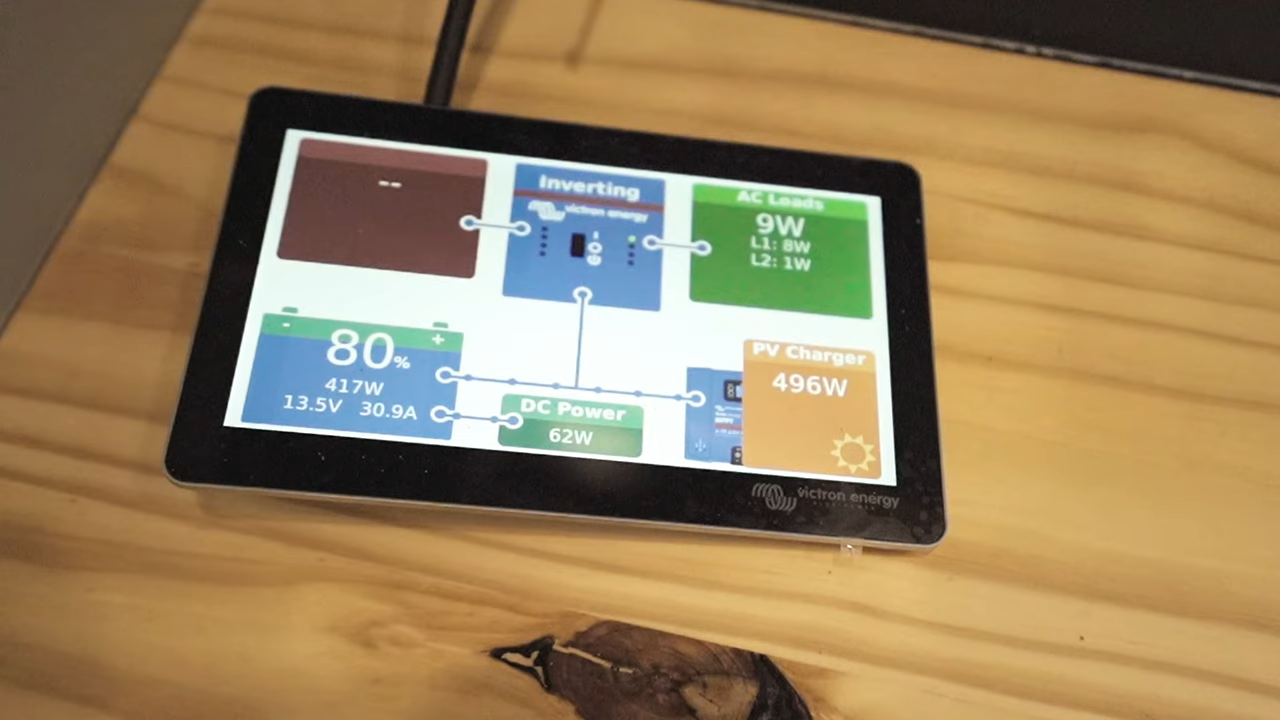 --
Inverting
victron energy
AC Loads
9W
L1: 8W
L2: 1W
- +
80%
417W
13.5V 30.9A
DC Power
62W
PV Charger
496W
victron energy